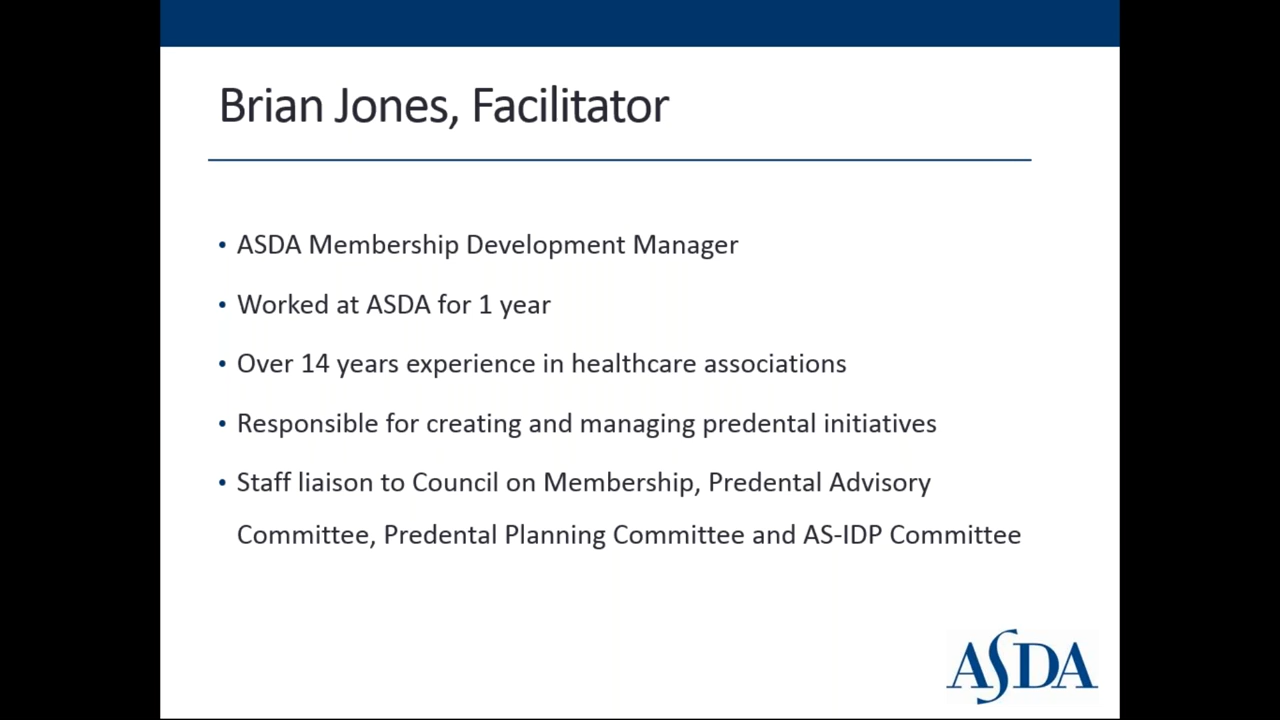 Brian Jones, Facilitator
• ASDA Membership Development Manager
• Worked at ASDA for 1 year
• Over 14 years experience in healthcare associations
• Responsible for creating and managing predental initiatives
• Staff liaison to Council on Membership, Predental Advisory
Committee, Predental Planning Committee and AS-IDP Committee
ASDA